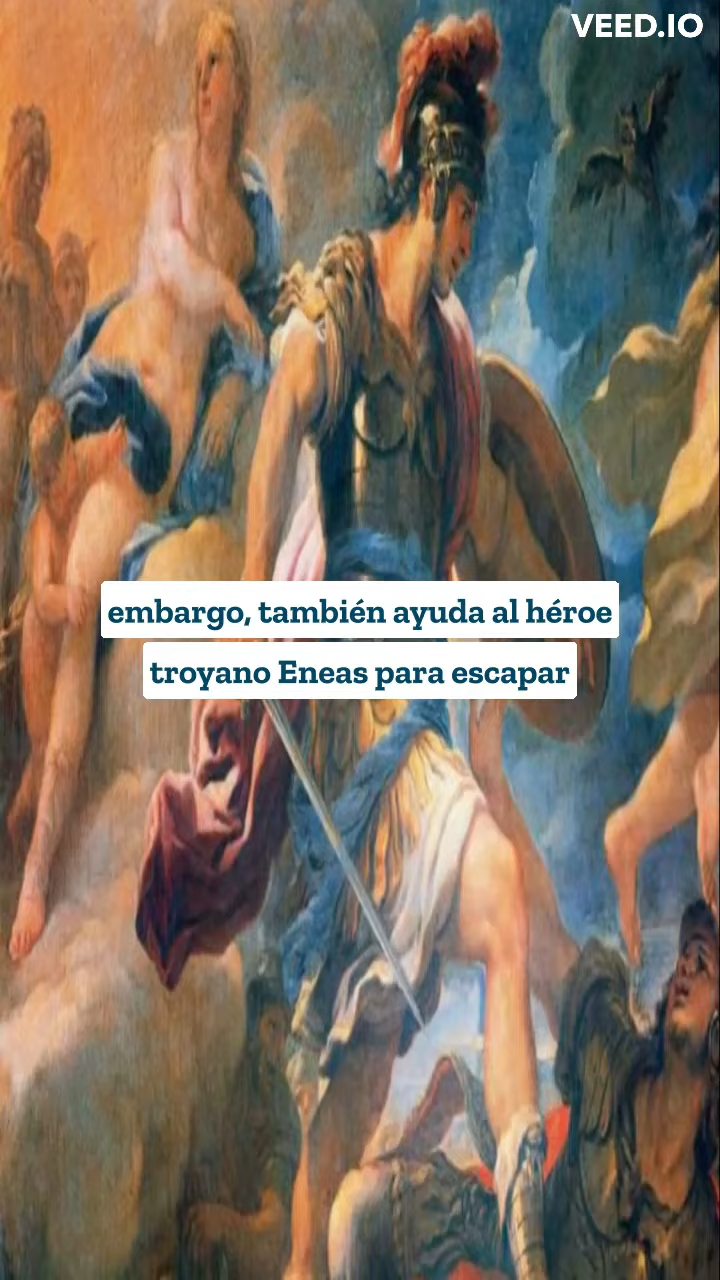 VEED.IO
embargo, también ayuda al héroe
troyano Eneas para escapar